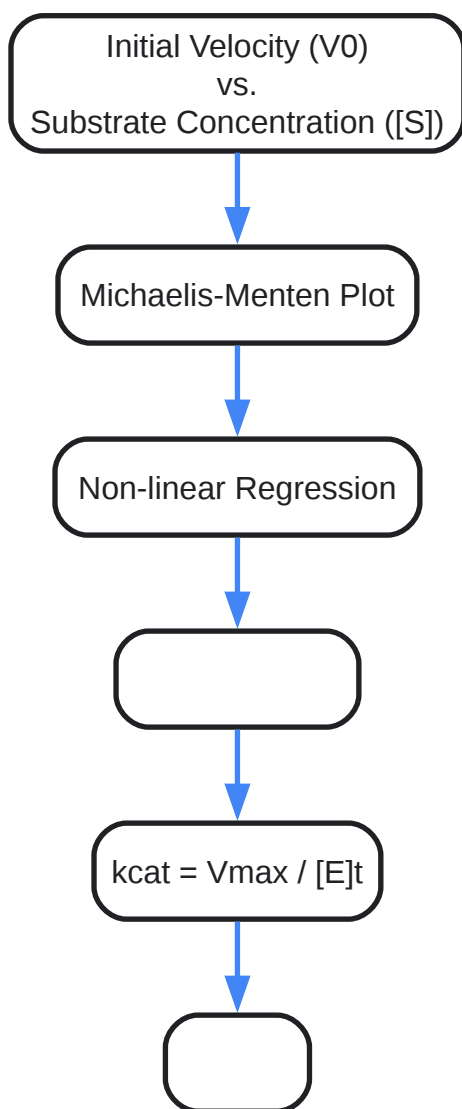 Initial Velocity (V0)
vs.
Substrate Concentration ([S])
Michaelis-Menten Plot
Non-linear Regression
kcat = Vmax / [E]t